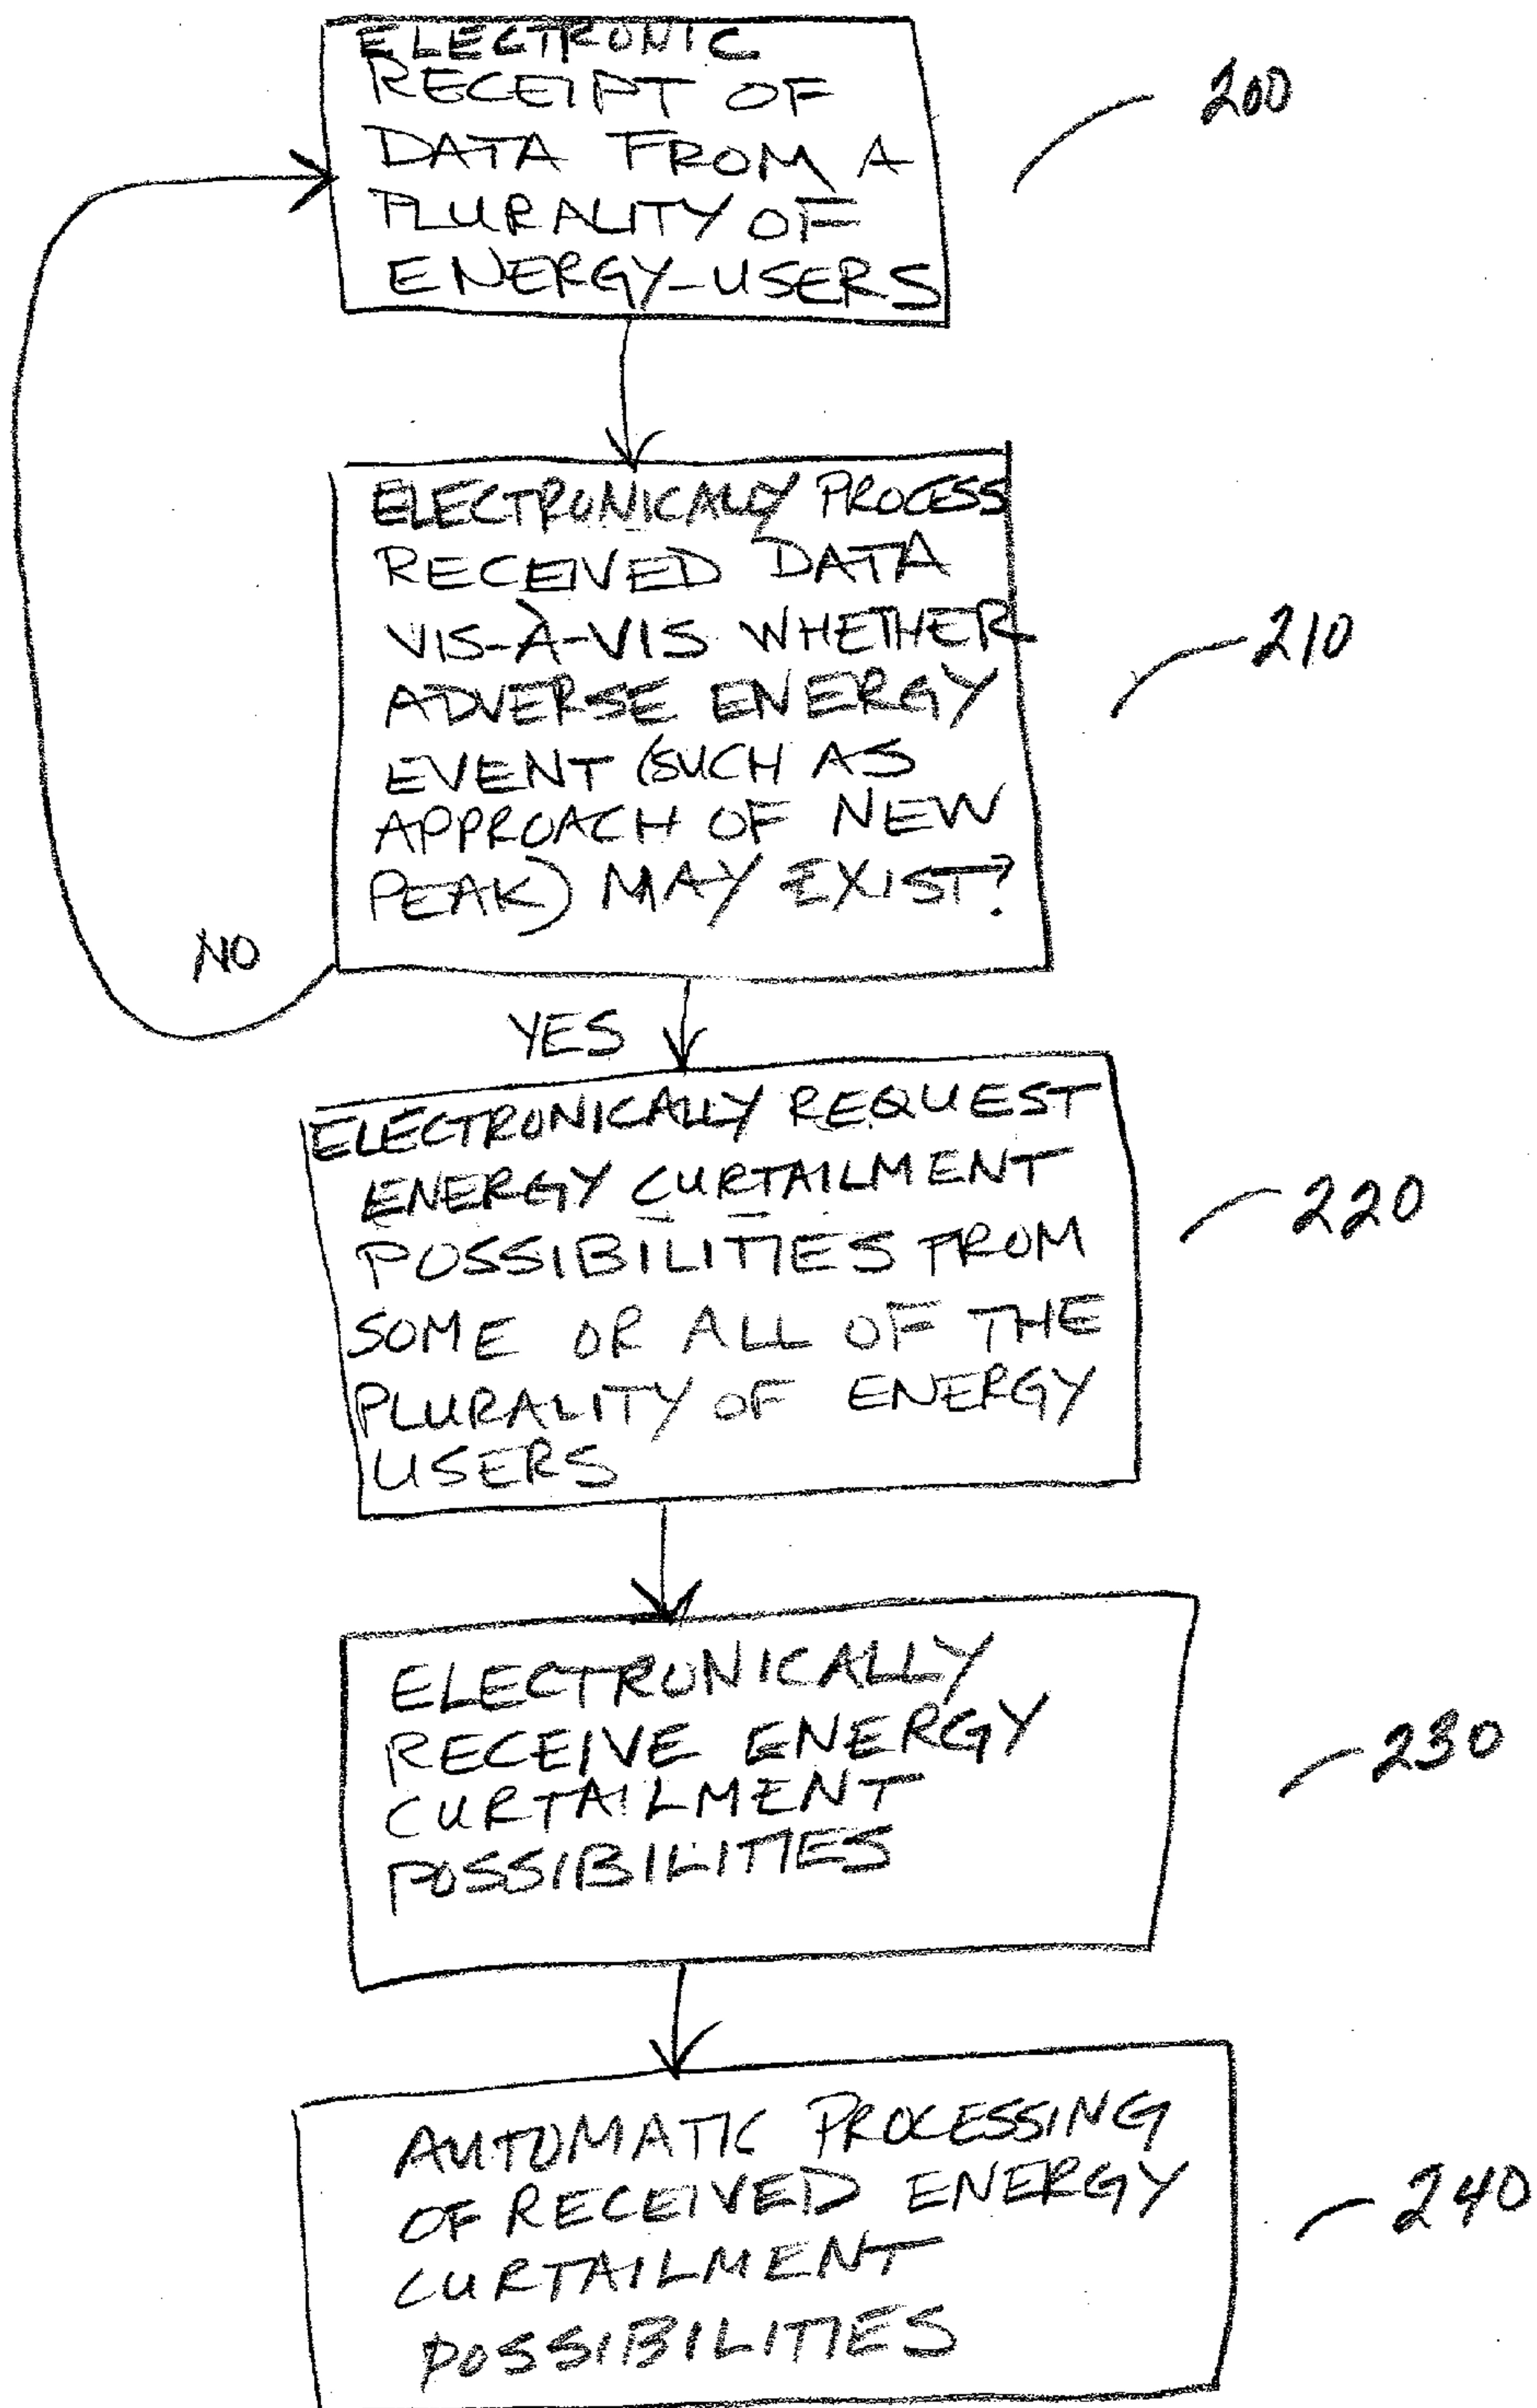 ELECTRONIC
RECEIPT OF
DATA FROM A
PLURALITY OF
ENERGY-USERS
200
ELECTRONICALLY PROCESS
RECEIVED DATA
VIS-À-VIS WHETHER
ADVERSE ENERGY
EVENT (SUCH AS
APPROACH OF NEW
PEAK) MAY EXIST?
210
NO
YES
ELECTRONICALLY REQUEST
ENERGY CURTAILMENT
POSSIBILITIES FROM
SOME OR ALL OF THE
PLURALITY OF ENERGY
USERS
220
ELECTRONICALLY
RECEIVE ENERGY
CURTAILMENT
POSSIBILITIES
230
AUTOMATIC PROCESSING
OF RECEIVED ENERGY
CURTAILMENT
POSSIBILITIES
240